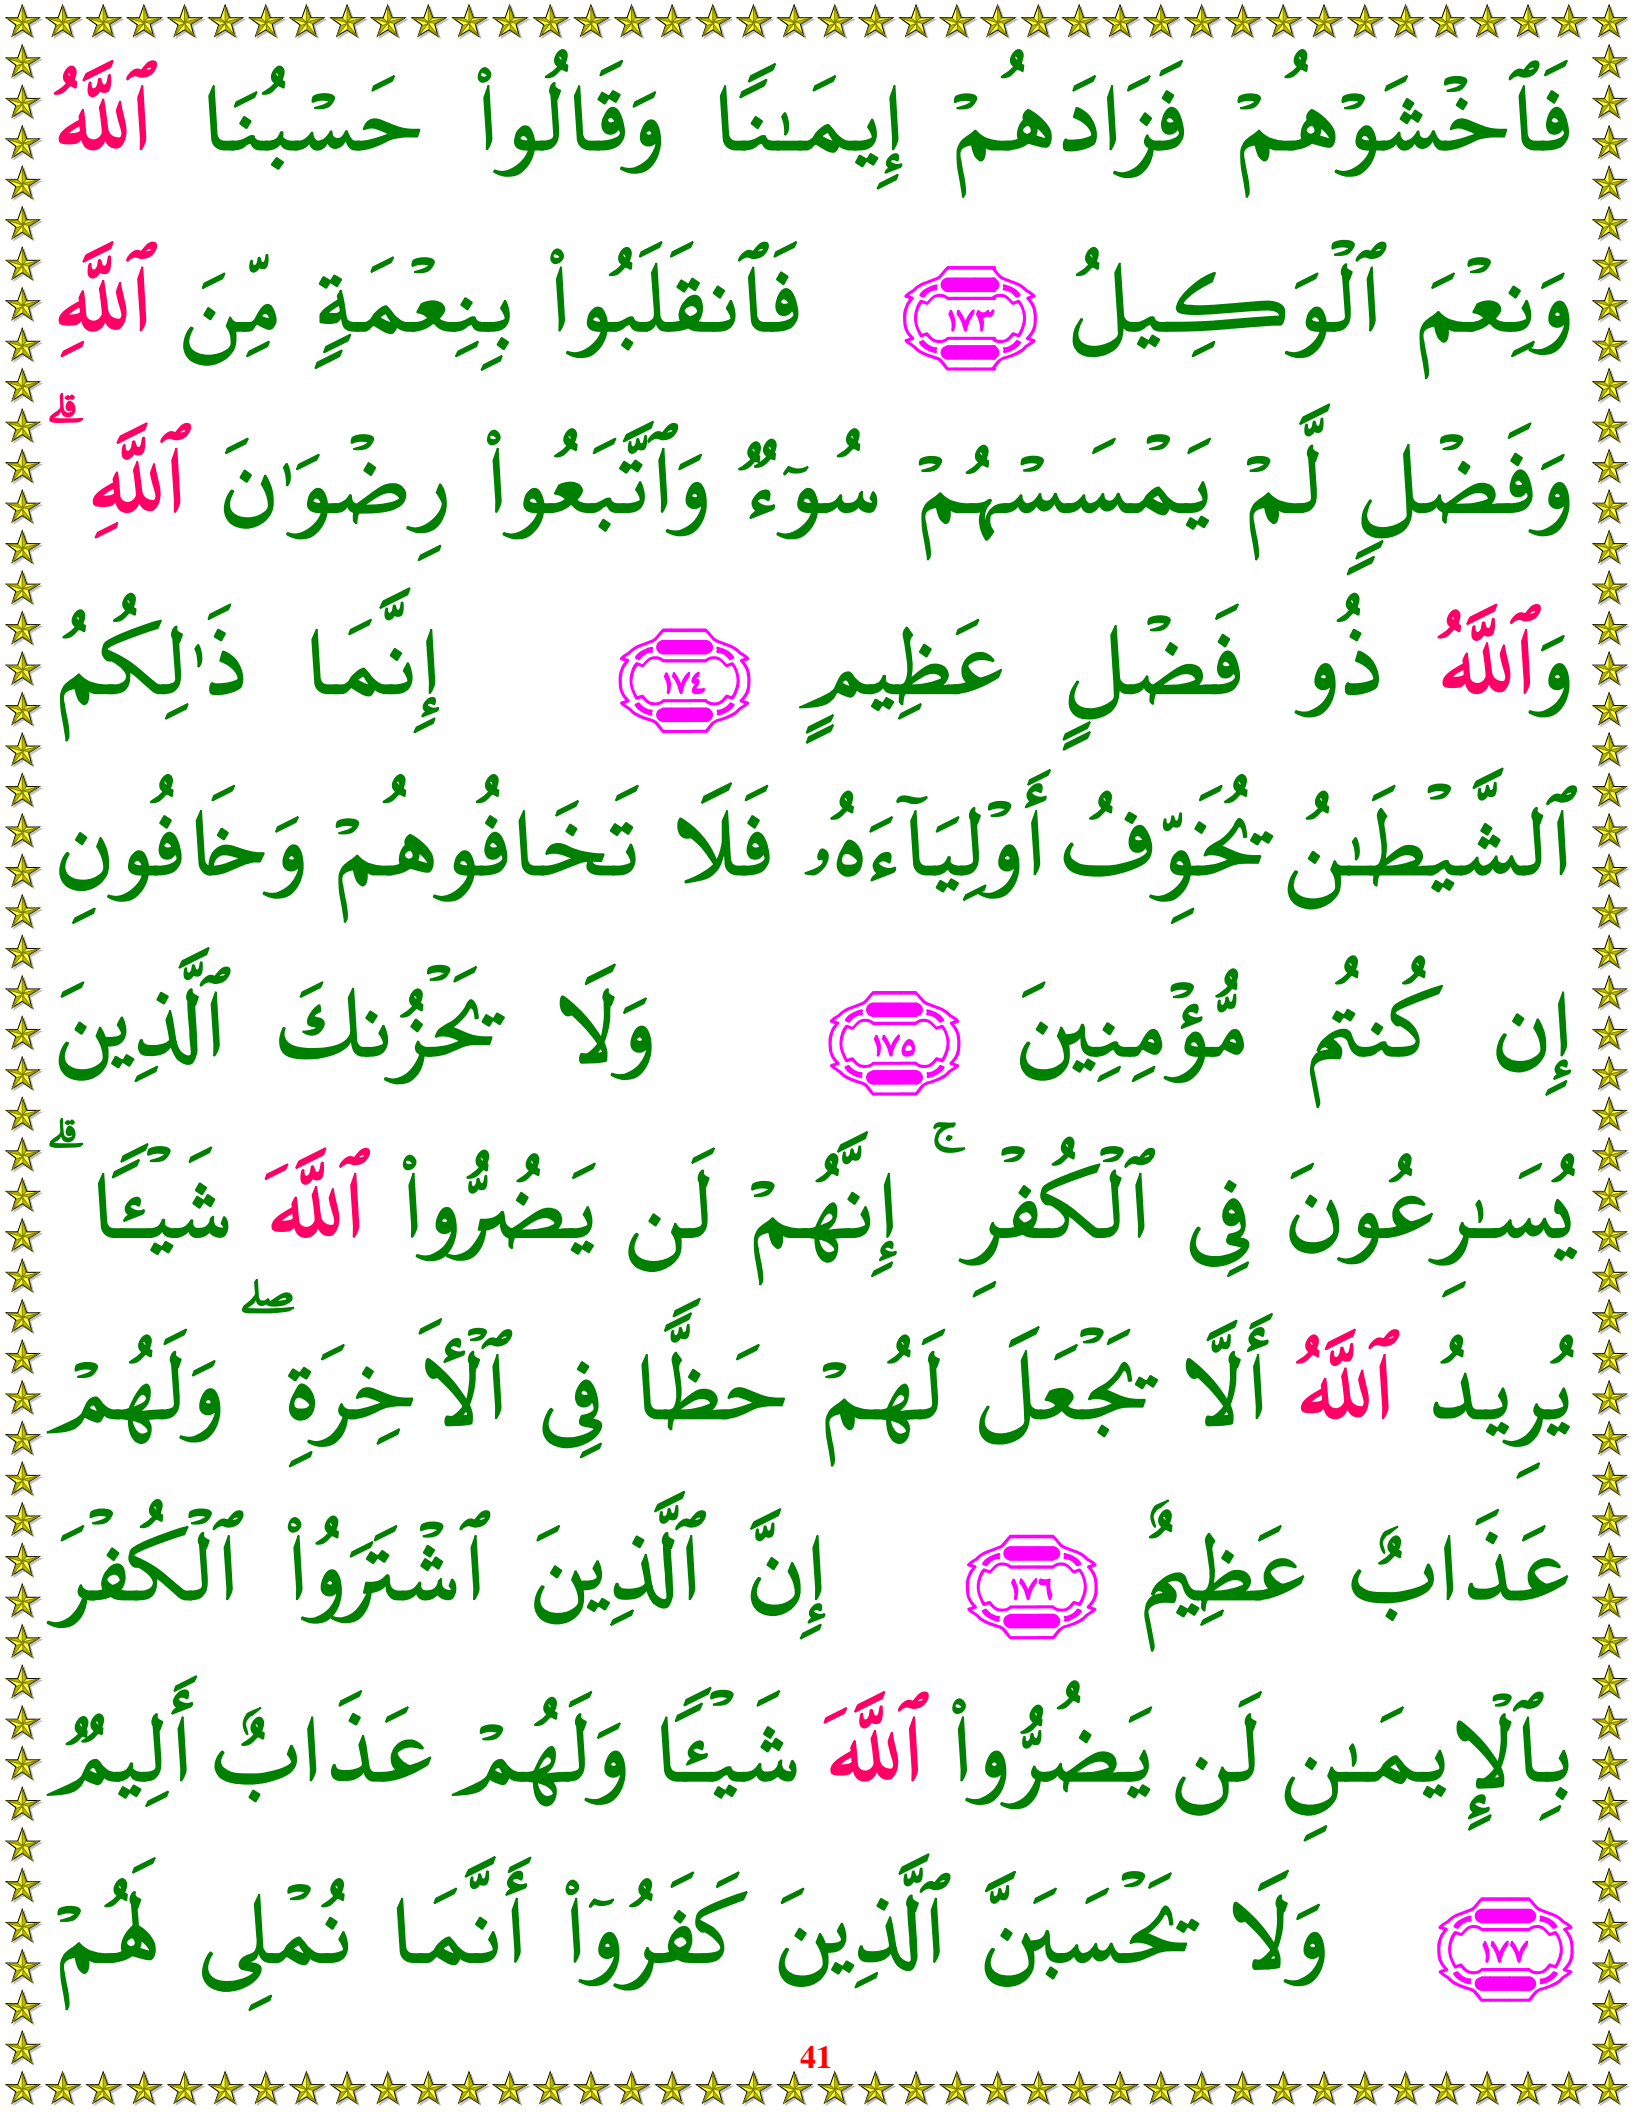 فَٱخْشَوْهُمْ فَزَادَهُمْ إِيمَـٰنًا وَقَالُوا۟ حَسْبُنَا ٱللَّهُ
وَنِعْمَ ٱلْوَكِيلُ ١٧٣ فَٱنقَلَبُوا۟ بِنِعْمَةٍ مِّنَ ٱللَّهِ
وَفَضْلٍ لَّمْ يَمْسَسْهُمْ سُوٓءٌ وَٱتَّبَعُوا۟ رِضْوَٰنَ ٱللَّهِ ۗ
وَٱللَّهُ ذُو فَضْلٍ عَظِيمٍ ١٧٤ إِنَّمَا ذَٰلِكُمُ
ٱلشَّيْطَـٰنُ يُخَوِّفُ أَوْلِيَآءَهُۥ فَلَا تَخَافُوهُمْ وَخَافُونِ
إِن كُنتُم مُّؤْمِنِينَ ١٧٥ وَلَا يَحْزُنكَ ٱلَّذِينَ
يُسَـٰرِعُونَ فِى ٱلْكُفْرِ ۚ إِنَّهُمْ لَن يَضُرُّوا۟ ٱللَّهَ شَيْـًٔا ۗ
يُرِيدُ ٱللَّهُ أَلَّا يَجْعَلَ لَهُمْ حَظًّا فِى ٱلْـَٔاخِرَةِ ۖ وَلَهُمْ
عَذَابٌ عَظِيمٌ ١٧٦ إِنَّ ٱلَّذِينَ ٱشْتَرَوُا۟ ٱلْكُفْرَ
بِٱلْإِيمَـٰنِ لَن يَضُرُّوا۟ ٱللَّهَ شَيْـًٔا وَلَهُمْ عَذَابٌ أَلِيمٌ
١٧٧ وَلَا يَحْسَبَنَّ ٱلَّذِينَ كَفَرُوٓا۟ أَنَّمَا نُمْلِى لَهُمْ
41